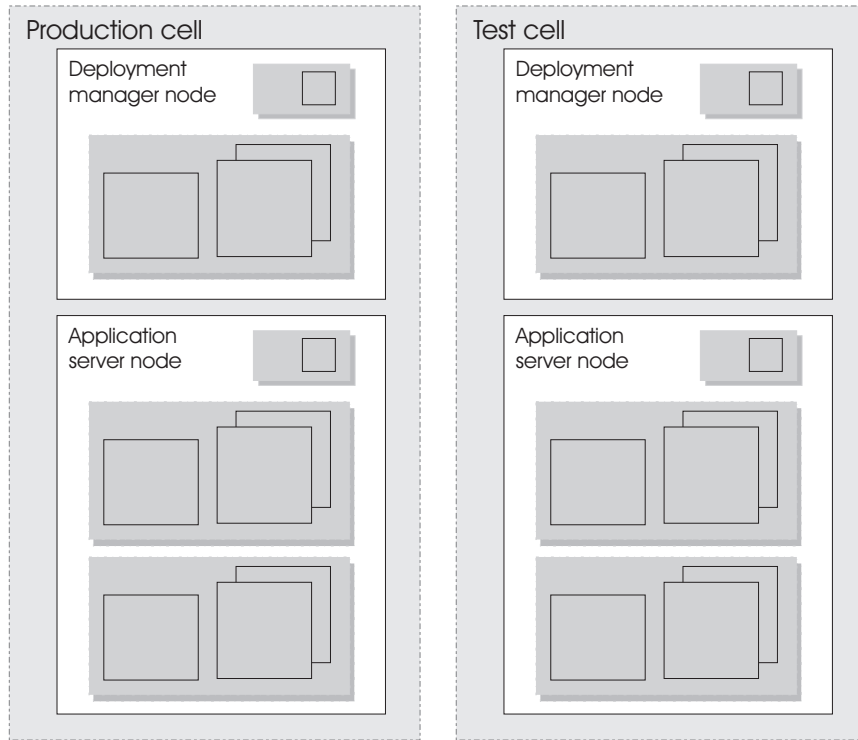 Production cell
Deployment
manager node
Application
server node
Test cell
Deployment
manager node
Application
server node